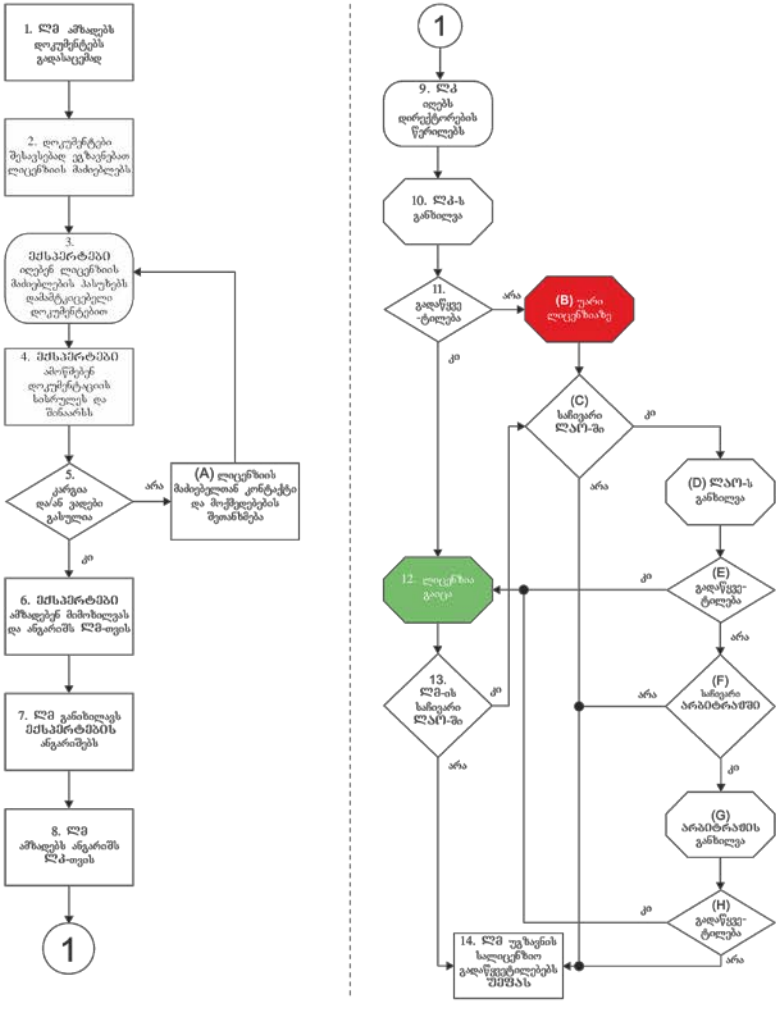 1. ლმ ამზადებს
დოკუმენტებს
გადასაცემად
2. დოკუმენტები
შესავსებად ეგზავნებათ
ლიცენზიის მაძიებლებს
3.
ექსპერტები
იღებენ ლიცენზიის
მაძიებლების პასუხებს
დამამტკიცებელი
დოკუმენტებით
4. ექსპერტები
ამოწმებენ
დოკუმენტაციის
სისრულეს და
შინაარსს
5.
კარგია
და/ან ვადები
გასულია
არა
(A) ლიცენზიის
მაძიებელთან კონტაქტი
და მოქმედებების
შეთანხმება
კი
6. ექსპერტები
ამზადებენ მიმოხილვას
და ანგარიშს ლმ-თვის
7. ლმ განიხილავს
ექსპერტების
ანგარიშებს
8. ლმ
ამზადებს ანგარიშს
ლკ-თვის
1
1
9. ლკ
იღებს
დირექტორების
წერილებს
10. ლკ-ს
განხილვა
11.
გადაწყვე
-ტილება
არა
(B) უარი
ლიცენზიაზე
კი
(C)
საჩივარი
ლაო-ში
კი
არა
(D) ლაო-ს
განხილვა
12. ლიცენზია
გაიცა
კი
(E)
გადაწყვე-
ტილება
არა
13.
ლმ-ის
საჩივარი
ლაო-ში
კი
არა
(F)
საჩივარი
არბიტრაჟში
არა
კი
(G)
არბიტრაჟის
განხილვა
(H)
გადაწყვე-
ტილება
კი
არა
14. ლმ უგზავნის
სალიცენზიო
გადაწყვეტილებებს
უეფას